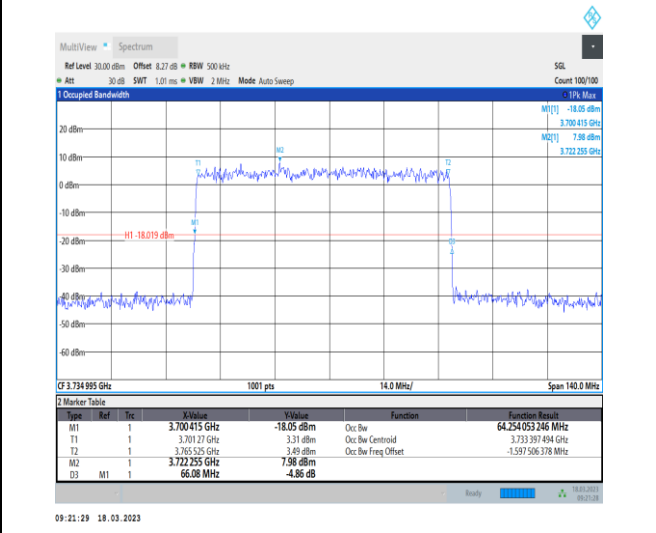 MultiView Spectrum
Ref Level 30.00 dBm Offset 8.27 dB RBW 500 kHz SGL
Att 30 dB SWT 1.01 ms VBW 2 MHz Mode Auto Sweep Count 100/100
1 Occupied Bandwidth 1Pk Max
M1[1] -18.05 dBm
3.700 415 GHz
M2[1] 7.98 dBm
3.722 255 GHz
20 dBm
10 dBm
0 dBm
-10 dBm
-20 dBm
-30 dBm
-40 dBm
-50 dBm
-60 dBm
T1
M2
T2
M1
H1 -18.019 dBm
D3
CF 3.734 995 GHz 1001 pts 14.0 MHz/ Span 140.0 MHz
2 Marker Table
Type Ref Trc X-Value Y-Value Function Function Result
M1 1 3.700 415 GHz -18.05 dBm Occ Bw 64.254 053 246 MHz
T1 1 3.701 27 GHz 3.31 dBm Occ Bw Centroid 3.733 397 494 GHz
T2 1 3.765 525 GHz 3.49 dBm Occ Bw Freq Offset -1.597 506 378 MHz
M2 1 3.722 255 GHz 7.98 dBm
D3 M1 1 66.08 MHz -4.86 dB
Ready 18.03.2023
09:21:28
09:21:29 18.03.2023